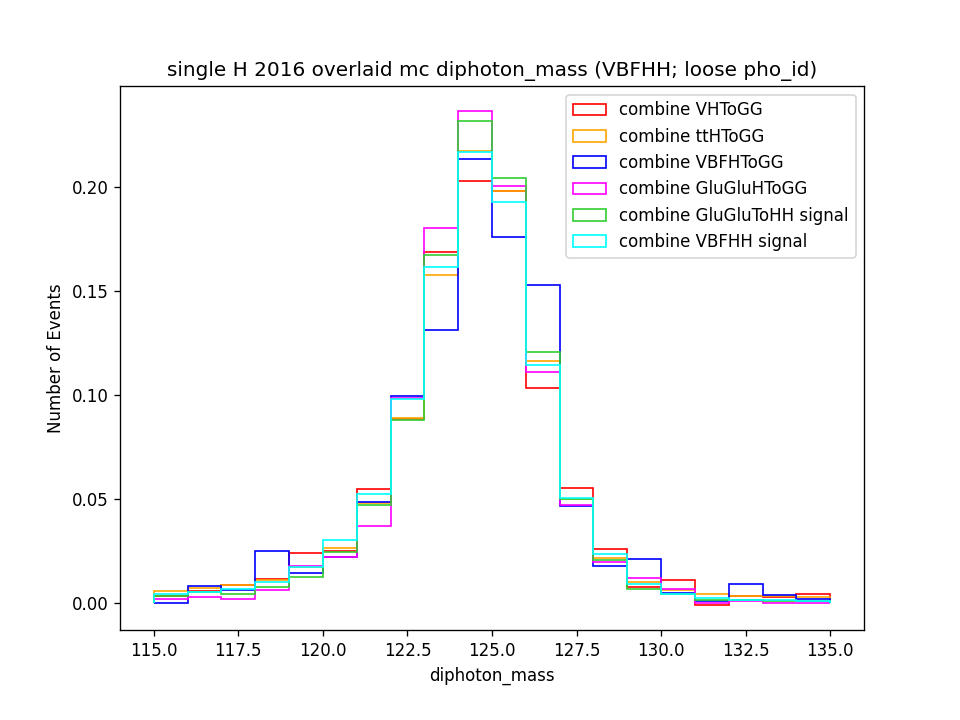 single H 2016 overlaid mc diphoton_mass (VBFHH; loose pho_id)
combine VHToGG
combine ttHToGG
combine VBFHToGG
combine GluGluHToGG
combine GluGluToHH signal
combine VBFHH signal
Number of Events
0.20
0.15
0.10
0.05
0.00
115.0 117.5 120.0 122.5 125.0 127.5 130.0 132.5 135.0
diphoton_mass